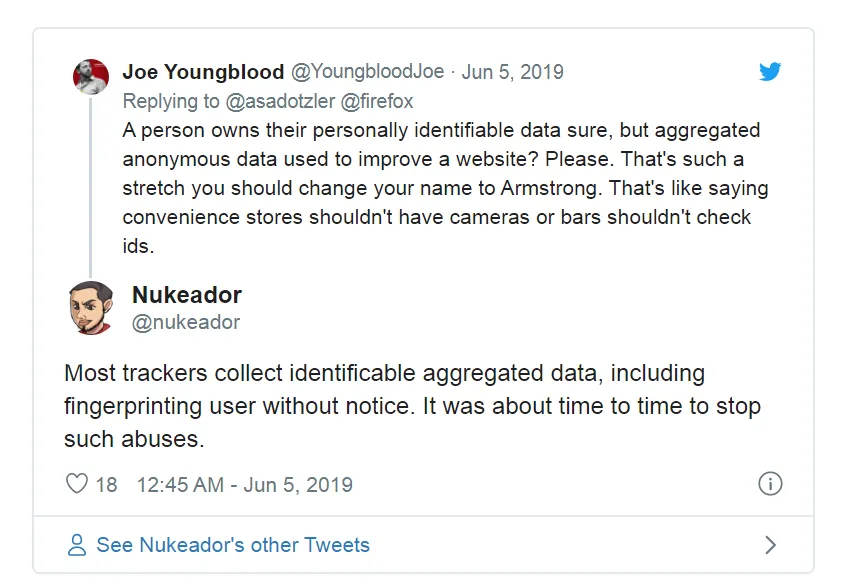 Joe Youngblood @YoungbloodJoe · Jun 5, 2019
Replying to @asadotzler @firefox
A person owns their personally identifiable data sure, but aggregated
anonymous data used to improve a website? Please. That's such a
stretch you should change your name to Armstrong. That's like saying
convenience stores shouldn't have cameras or bars shouldn't check
ids.
Nukeador
@nukeador
Most trackers collect identificable aggregated data, including
fingerprinting user without notice. It was about time to time to stop
such abuses.
18 12:45 AM - Jun 5, 2019
See Nukeador's other Tweets